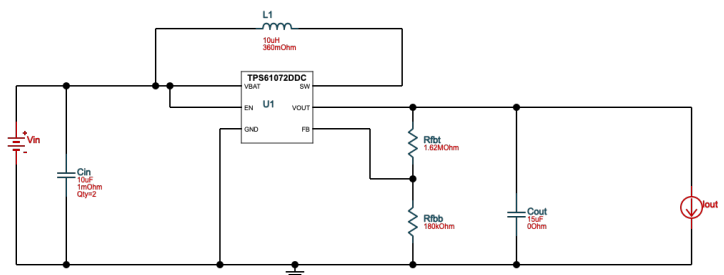 L1
10uH
360mOhm
TPS61072DDC
VBAT
SW
U1
EN
VOUT
GND
FB
Vin
Cin
10uF
1mOhm
Qty=2
Rfbt
1.62MOhm
Rfbb
180kOhm
Cout
15uF
0Ohm
Iout